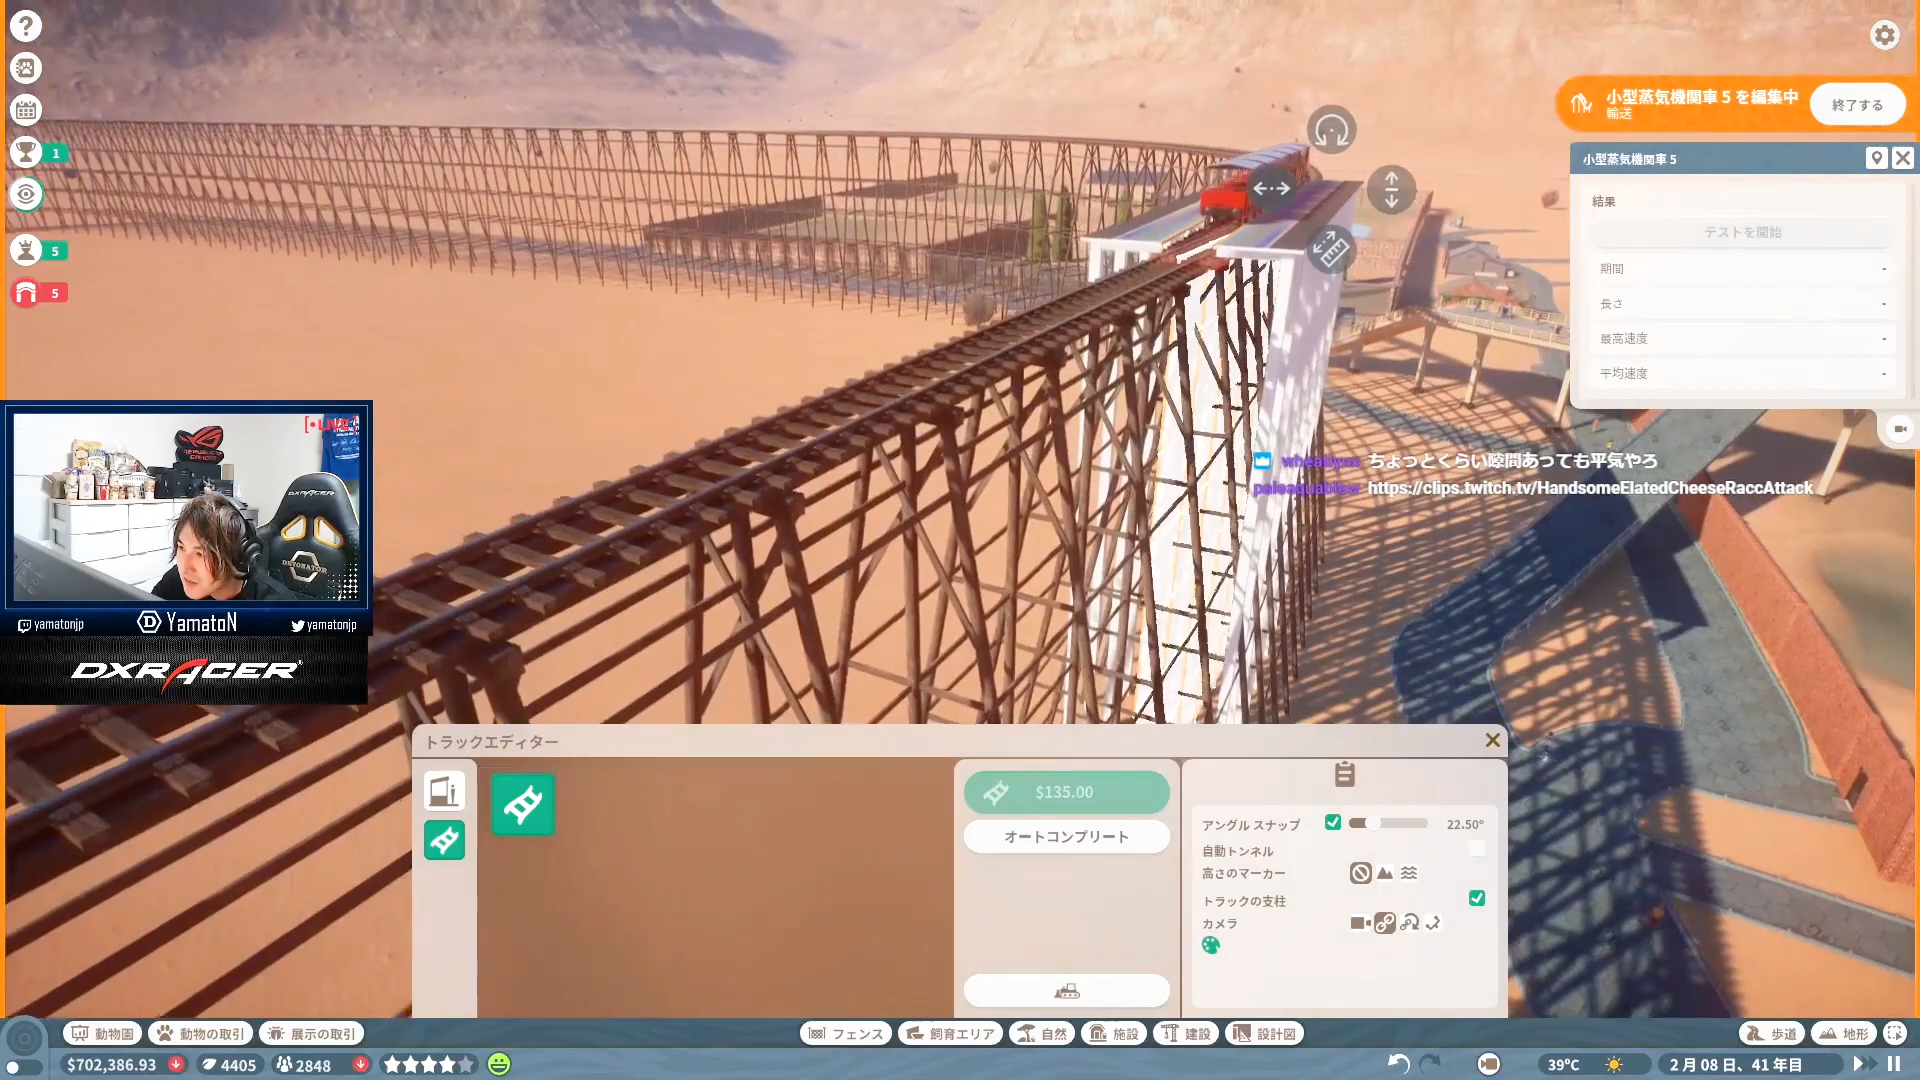 ?
1
5
5
小型蒸気機関車 5 を編集中
輸送
終了する
小型蒸気機関車 5
結果
テストを開始
期間 -
長さ -
最高速度 -
平均速度 -
ちょっとくらい隙間あっても平気やろ
https://clips.twitch.tv/HandsomeElatedCheeseRaccAttack
LIVE
DXRACER
DETONATOR
yamatonjp
YamatoN
yamatonjp
DXRACER
トラックエディター
$135.00
オートコンプリート
アングル スナップ 22.50°
自動トンネル
高さのマーカー
トラックの支柱
カメラ
動物園
動物の取引
展示の取引
フェンス
飼育エリア
自然
施設
建設
設計図
歩道
地形
$702,386.93
4405
2848
39°C
2 月 08 日、41 年目